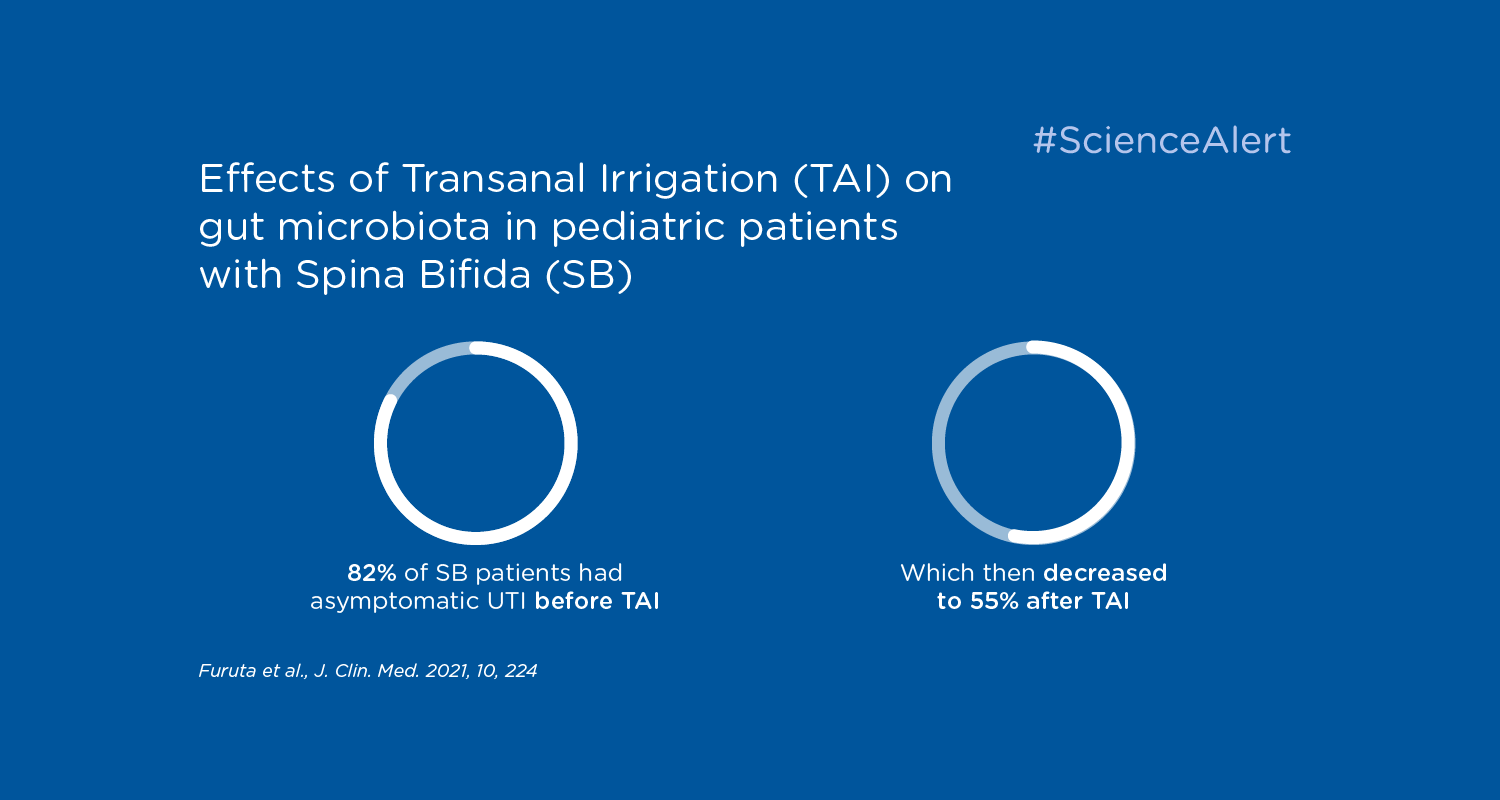 #ScienceAlert
Effects of Transanal Irrigation (TAI) on
gut microbiota in pediatric patients
with Spina Bifida (SB)
82% of SB patients had
asymptomatic UTI before TAI
Which then decreased
to 55% after TAI
Furuta et al., J. Clin. Med. 2021, 10, 224